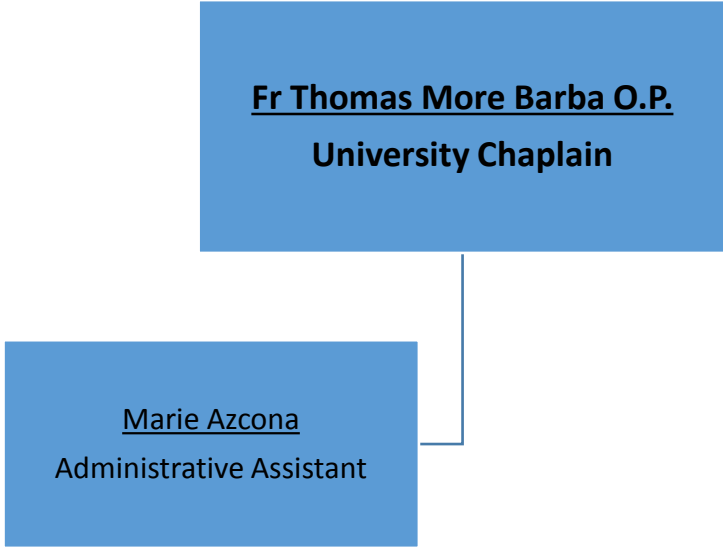 Fr Thomas More Barba O.P.
University Chaplain
Marie Azcona
Administrative Assistant